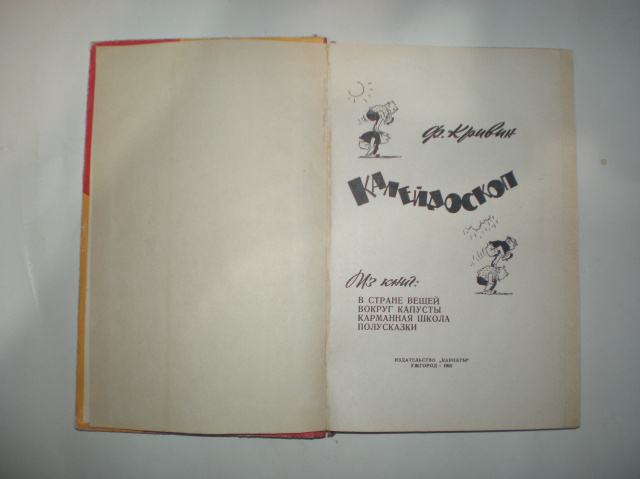 Ф. Кривин
КАЛЕЙДОСКОП
Из книг:
В СТРАНЕ ВЕЩЕЙ
ВОКРУГ КАПУСТЫ
КАРМАННАЯ ШКОЛА
ПОЛУСКАЗКИ
ИЗДАТЕЛЬСТВО „КАРПАТЫ“
УЖГОРОД -